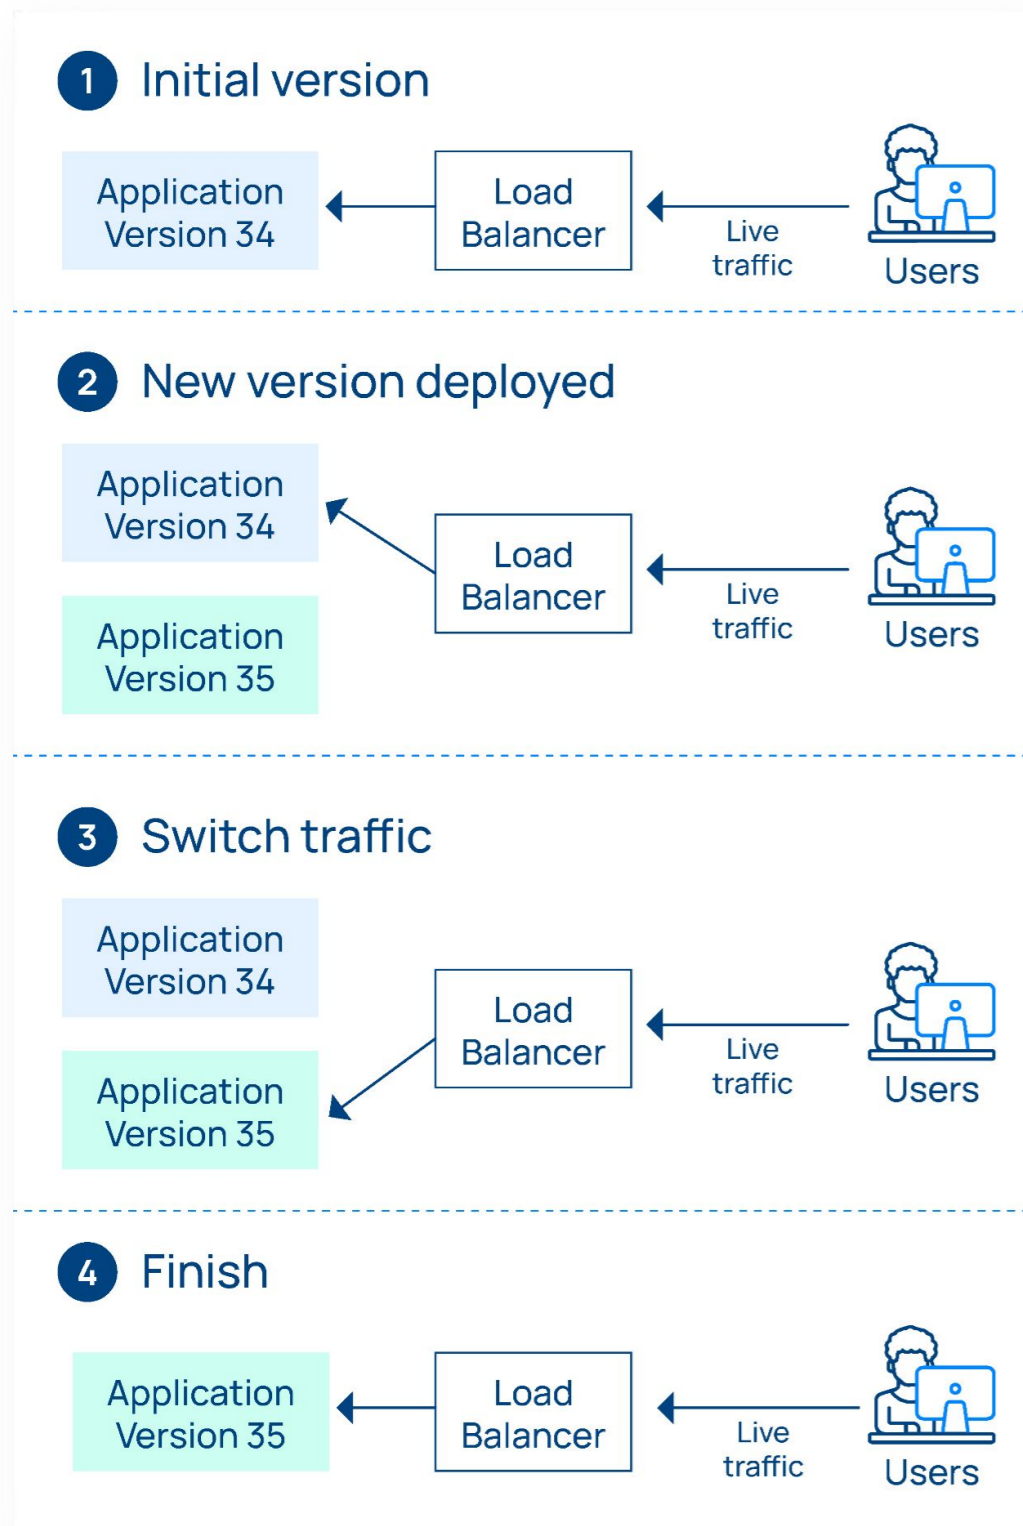 1 Initial version
Application
Version 34
Load
Balancer
Live
traffic
Users
2 New version deployed
Application
Version 34
Application
Version 35
Load
Balancer
Live
traffic
Users
3 Switch traffic
Application
Version 34
Application
Version 35
Load
Balancer
Live
traffic
Users
4 Finish
Application
Version 35
Load
Balancer
Live
traffic
Users